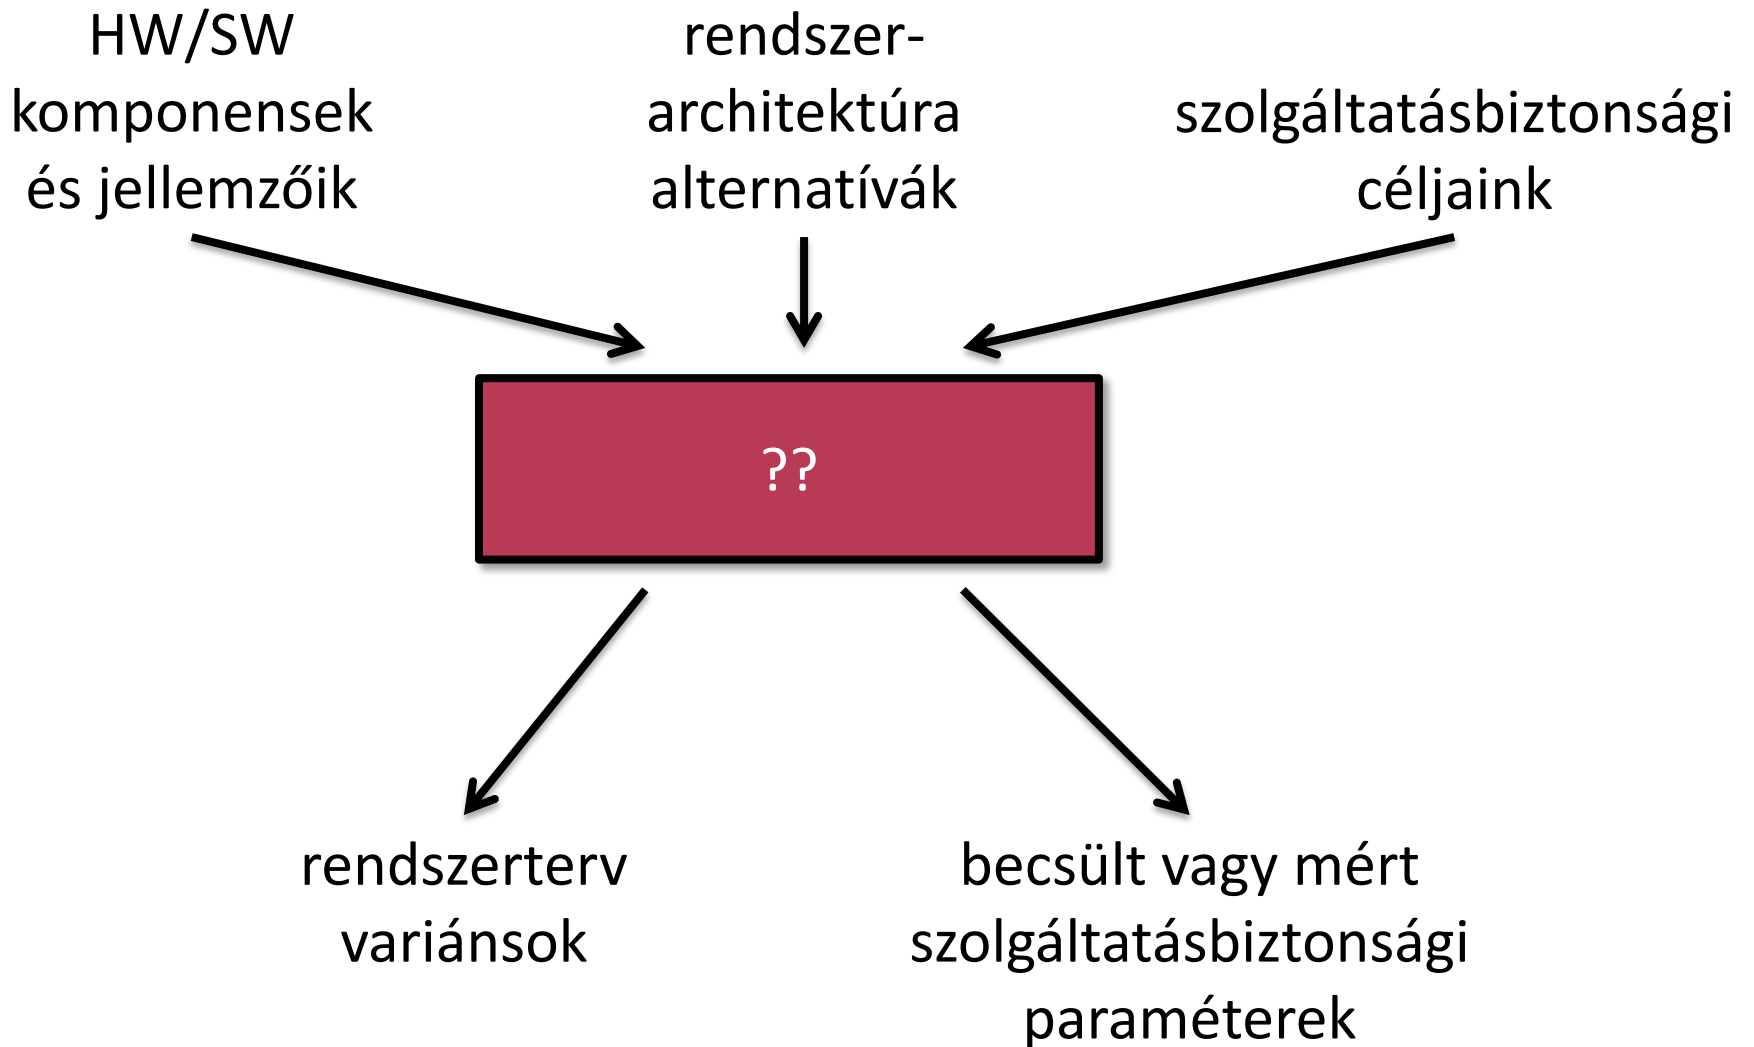 HW/SW
komponensek
és jellemzőik
rendszer-
architektúra
alternatívák
szolgáltatásbiztonsági
céljaink
??
rendszerterv
variánsok
becsült vagy mért
szolgáltatásbiztonsági
paraméterek